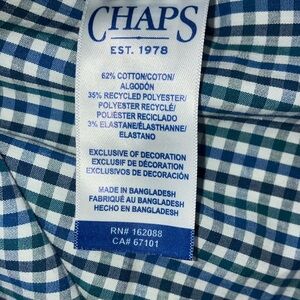 CHAPS
EST. 1978
62% COTTON/COTON/
ALGODÓN
35% RECYCLED POLYESTER/
POLYESTER RECYCLÉ/
POLIÉSTER RECICLADO
3% ELASTANE/ÉLASTHANNE/
ELASTANO
EXCLUSIVE OF DECORATION
EXCLUSIF DE DÉCORATION
EXCLUSIVOS DE DECORACIÓN
MADE IN BANGLADESH
FABRIQUÉ AU BANGLADESH
HECHO EN BANGLADESH
RN# 162088
CA# 67101